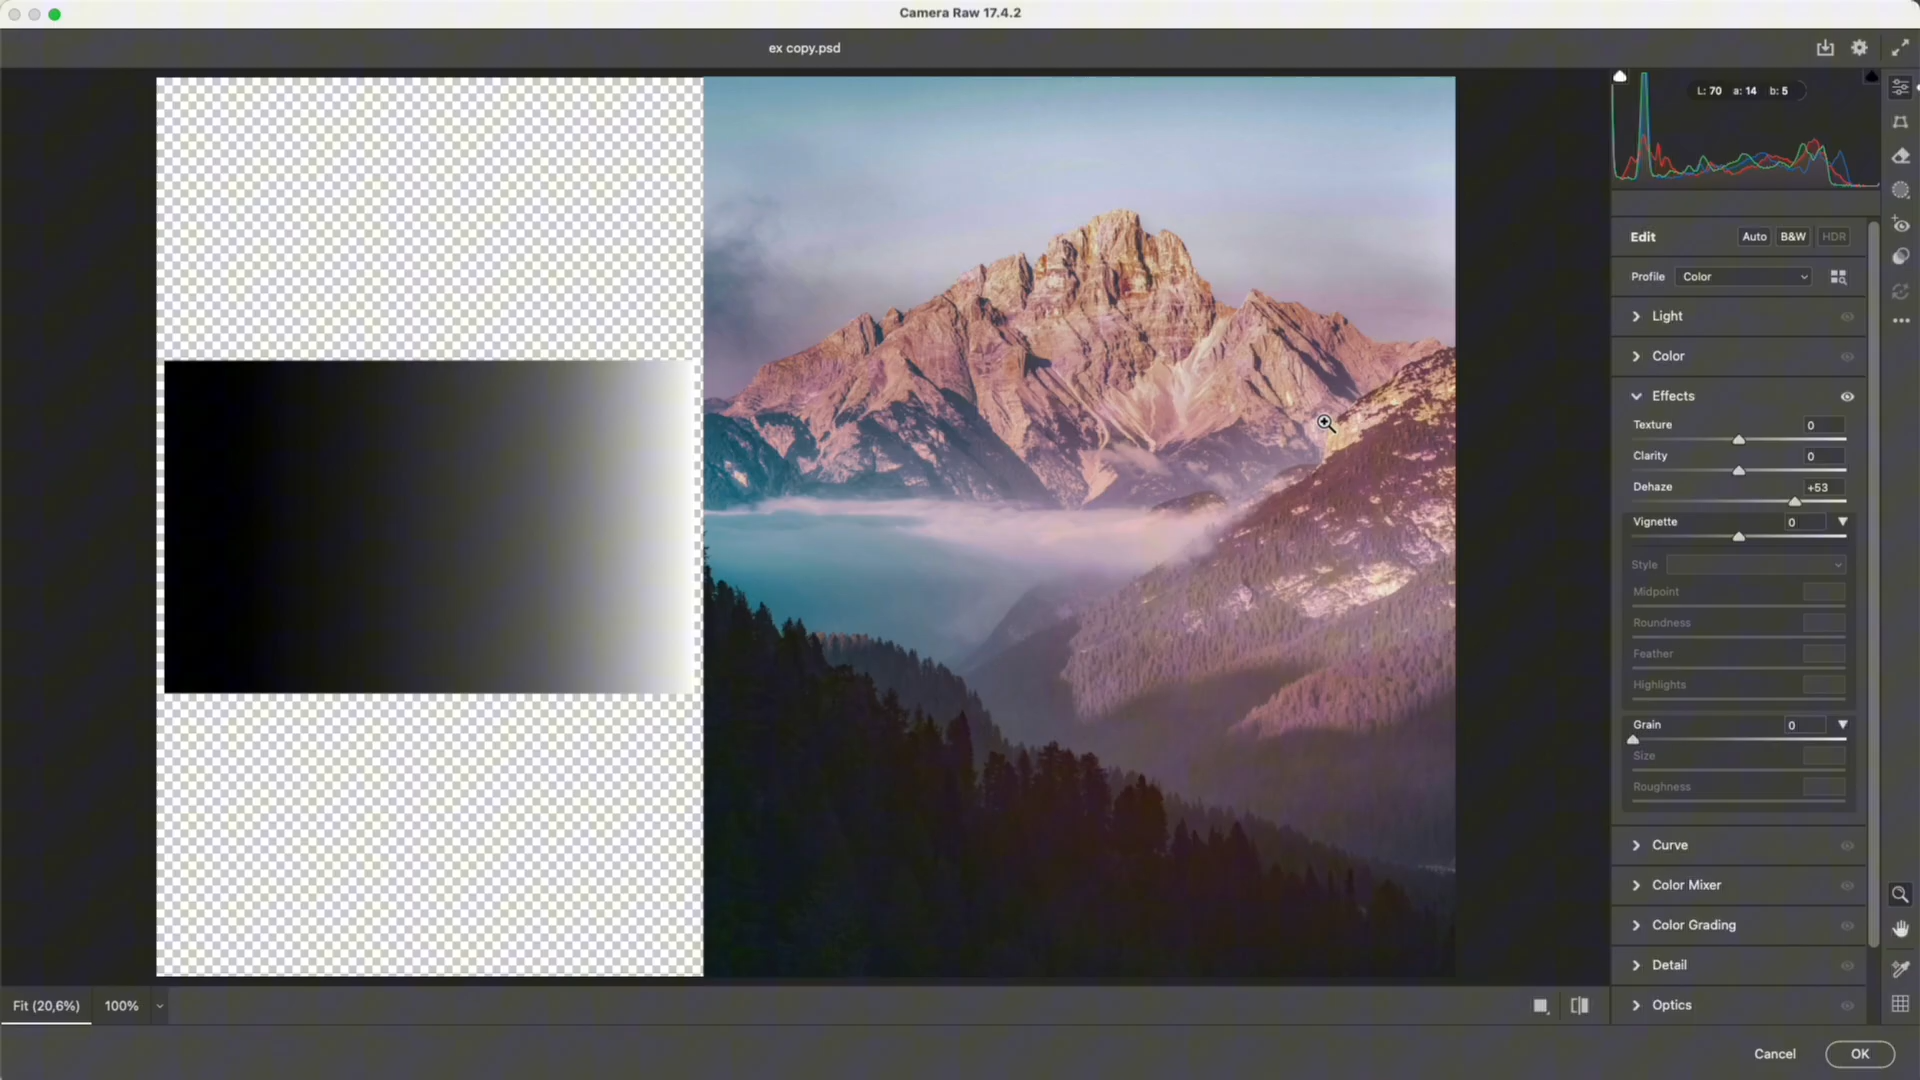 Camera Raw 17.4.2
ex copy.psd
L: 70 a: 14 b: 5
Edit
Auto
B&W
HDR
Profile
Color
Light
Color
Effects
Texture
0
Clarity
0
Dehaze
+53
Vignette
0
Style
Midpoint
Roundness
Feather
Highlights
Grain
0
Size
Roughness
Curve
Color Mixer
Color Grading
Detail
Optics
Fit (20,6%)
100%
Cancel
OK